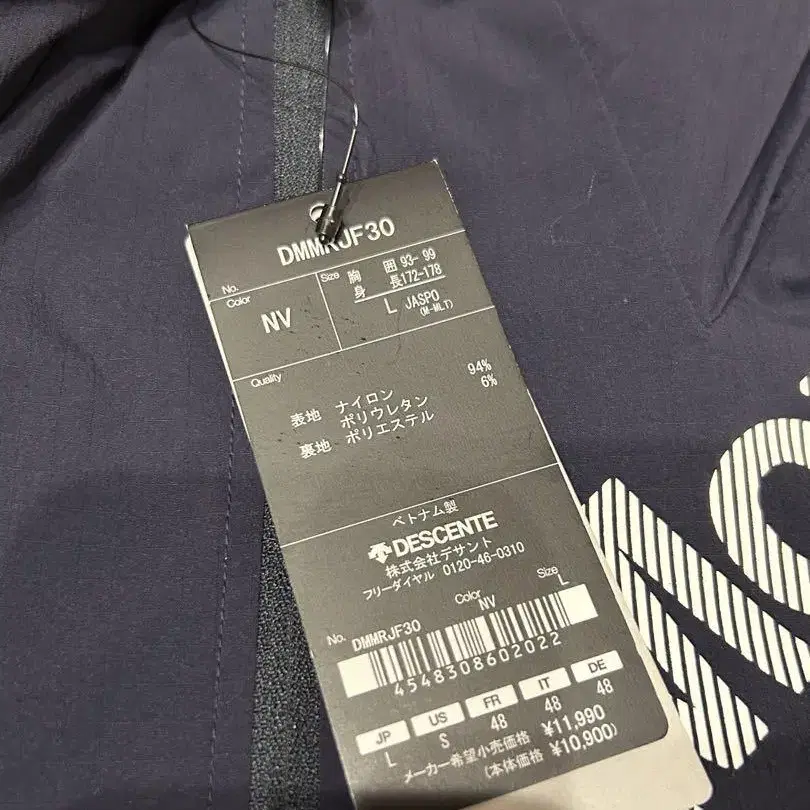 No. DMMRJF30
Color NV
Size 胸 囲 93-99
身 長172-178
L JASPO
(M-MLT)
Quality
表地 ナイロン 94%
ポリウレタン 6%
裏地 ポリエステル
ベトナム製
DESCENTE
株式会社デサント
フリーダイヤル 0120-46-0310
No. DMMRJF30 Color NV Size L
4548308602022
JP US FR IT DE
L S 48 48 48
メーカー希望小売価格 ¥11,990
(本体価格 ¥10,900)